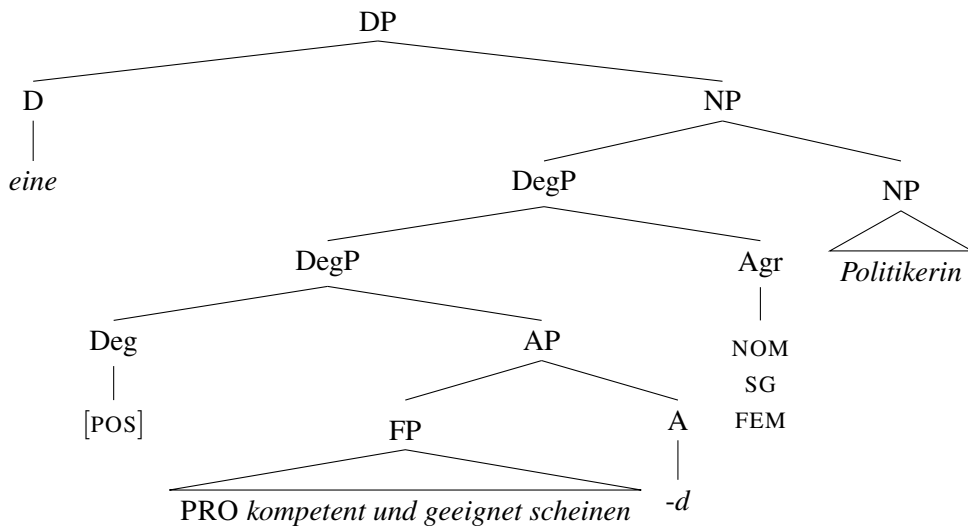 DP
D NP
eine DegP NP
DegP Agr Politikerin
Deg AP NOM
SG
[POS] FP A FEM
PRO kompetent und geeignet scheinen -d